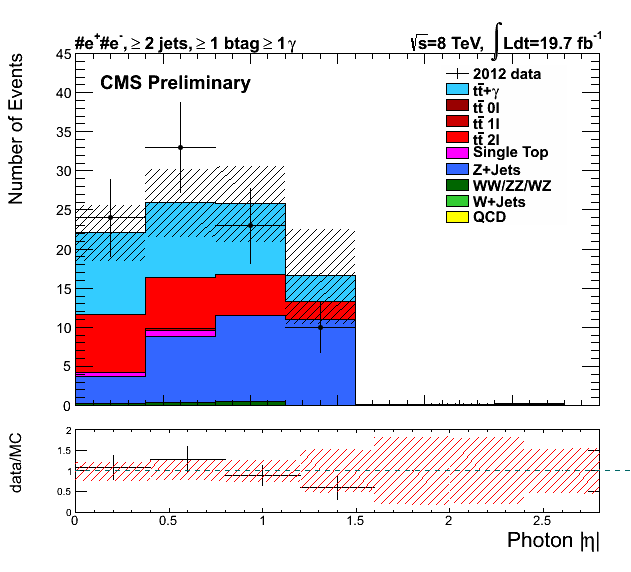 #e⁺#e⁻, ≥ 2 jets, ≥ 1 btag ≥ 1 γ
√s=8 TeV, ∫Ldt=19.7 fb⁻¹
CMS Preliminary
Number of Events
45
40
35
30
25
20
15
10
5
0
2012 data
tt̄+γ
tt̄ 0l
tt̄ 1l
tt̄ 2l
Single Top
Z+Jets
WW/ZZ/WZ
W+Jets
QCD
data/MC
2
1.5
1
0.5
0
0 0.5 1 1.5 2 2.5
Photon |η|